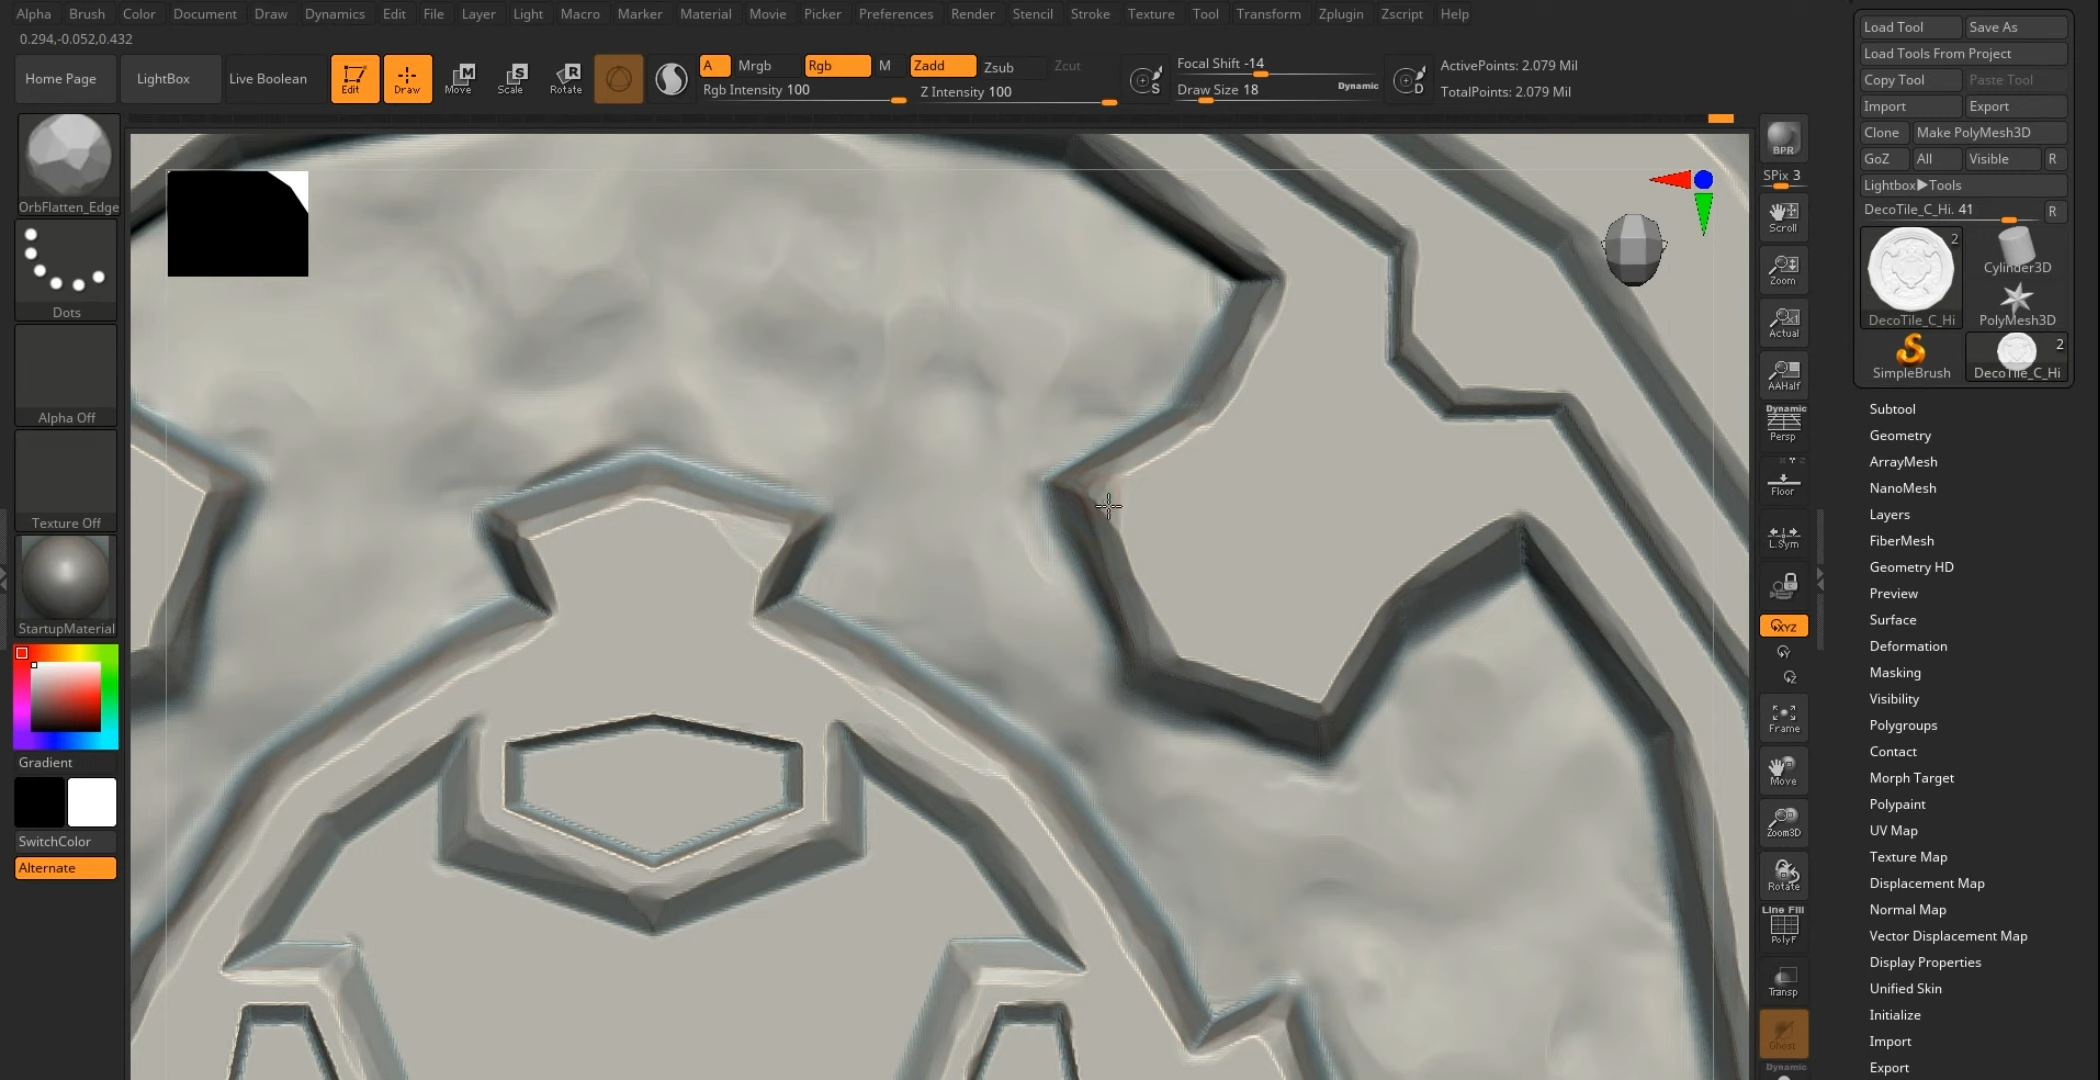 Alpha Brush Color Document Draw Dynamics Edit File Layer Light Macro Marker Material Movie Picker Preferences Render Stencil Stroke Texture Tool Transform Zplugin Zscript Help
0.294,-0.052,0.432
Home Page
LightBox
Live Boolean
Edit
Draw
Move
Scale
Rotate
A Mrgb Rgb M Zadd Zsub Zcut
Rgb Intensity 100
Z Intensity 100
Focal Shift -14
Draw Size 18
Dynamic
ActivePoints: 2.079 Mil
TotalPoints: 2.079 Mil
OrbFlatten_Edge
Dots
Alpha Off
Texture Off
StartupMaterial
Gradient
SwitchColor
Alternate
BPR
SPix 3
Scroll
Zoom
Actual
AAHalf
Dynamic
Persp
Floor
L.Sym
XYZ
Frame
Move
Zoom3D
Rotate
Line Fill
PolyF
Transp
Ghost
Dynamic
Load Tool Save As
Load Tools From Project
Copy Tool Paste Tool
Import Export
Clone Make PolyMesh3D
GoZ All Visible R
Lightbox▶Tools
DecoTile_C_Hi. 41 R
2
DecoTile_C_Hi
Cylinder3D
PolyMesh3D
SimpleBrush
2
DecoTile_C_Hi
Subtool
Geometry
ArrayMesh
NanoMesh
Layers
FiberMesh
Geometry HD
Preview
Surface
Deformation
Masking
Visibility
Polygroups
Contact
Morph Target
Polypaint
UV Map
Texture Map
Displacement Map
Normal Map
Vector Displacement Map
Display Properties
Unified Skin
Initialize
Import
Export